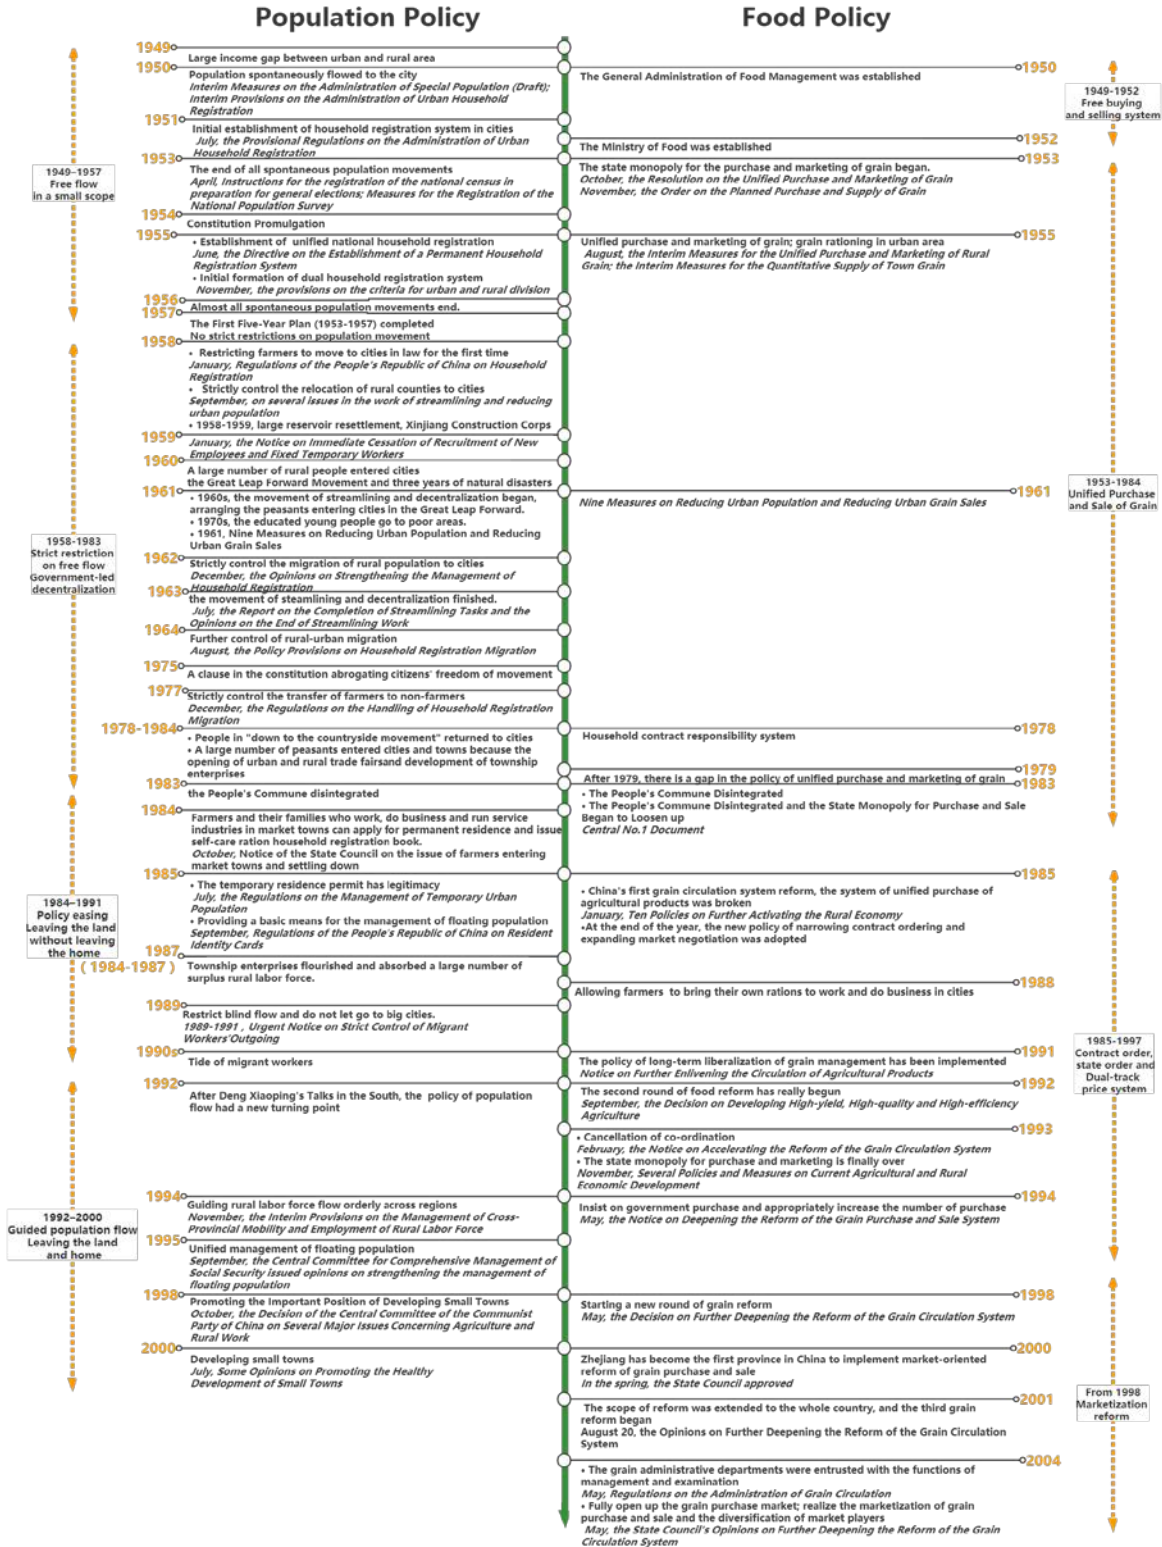 Population Policy
Food Policy
1949
Large income gap between urban and rural area
1950
Population spontaneously flowed to the city
Interim Measures on the Administration of Special Population (Draft);
Interim Provisions on the Administration of Urban Household
Registration
1951
Initial establishment of household registration system in cities
July, the Provisional Regulations on the Administration of Urban
Household Registration
1953
The end of all spontaneous population movements
April, Instructions for the registration of the national census in
preparation for general elections; Measures for the Registration of the
National Population Survey
1954
Constitution Promulgation
1955
• Establishment of unified national household registration
June, the Directive on the Establishment of a Permanent Household
Registration System
• Initial formation of dual household registration system
November, the provisions on the criteria for urban and rural division
1956
Almost all spontaneous population movements end.
1957
The First Five-Year Plan (1953-1957) completed
No strict restrictions on population movement
1958
• Restricting farmers to move to cities in law for the first time
January, Regulations of the People's Republic of China on Household
Registration
• Strictly control the relocation of rural counties to cities
September, on several issues in the work of streamlining and reducing
urban population
• 1958-1959, large reservoir resettlement, Xinjiang Construction Corps
1959
January, the Notice on Immediate Cessation of Recruitment of New
Employees and Fixed Temporary Workers
1960
A large number of rural people entered cities
the Great Leap Forward Movement and three years of natural disasters
1961
• 1960s, the movement of streamlining and decentralization began,
arranging the peasants entering cities in the Great Leap Forward.
• 1970s, the educated young people go to poor areas.
• 1961, Nine Measures on Reducing Urban Population and Reducing
Urban Grain Sales
1962
Strictly control the migration of rural population to cities
December, the Opinions on Strengthening the Management of
Household Registration
1963
the movement of steamlining and decentralization finished.
July, the Report on the Completion of Streamlining Tasks and the
Opinions on the End of Streamlining Work
1964
Further control of rural-urban migration
August, the Policy Provisions on Household Registration Migration
1975
A clause in the constitution abrogating citizens' freedom of movement
1977
Strictly control the transfer of farmers to non-farmers
December, the Regulations on the Handling of Household Registration
Migration
1978-1984
• People in "down to the countryside movement" returned to cities
• A large number of peasants entered cities and towns because the
opening of urban and rural trade fairsand development of township
enterprises
1983
the People's Commune disintegrated
1984
Farmers and their families who work, do business and run service
industries in market towns can apply for permanent residence and issue
self-care ration household registration book.
October, Notice of the State Council on the issue of farmers entering
market towns and settling down
1985
• The temporary residence permit has legitimacy
July, the Regulations on the Management of Temporary Urban
Population
• Providing a basic means for the management of floating population
September, Regulations of the People's Republic of China on Resident
Identity Cards
1987
( 1984-1987 )
Township enterprises flourished and absorbed a large number of
surplus rural labor force.
1989
Restrict blind flow and do not let go to big cities.
1989-1991 , Urgent Notice on Strict Control of Migrant
Workers'Outgoing
1990s
Tide of migrant workers
1992
After Deng Xiaoping's Talks in the South, the policy of population
flow had a new turning point
1994
Guiding rural labor force flow orderly across regions
November, the Interim Provisions on the Management of Cross-
Provincial Mobility and Employment of Rural Labor Force
1995
Unified management of floating population
September, the Central Committee for Comprehensive Management of
Social Security issued opinions on strengthening the management of
floating population
1998
Promoting the Important Position of Developing Small Towns
October, the Decision of the Central Committee of the Communist
Party of China on Several Major Issues Concerning Agriculture and
Rural Work
2000
Developing small towns
July, Some Opinions on Promoting the Healthy
Development of Small Towns
1949–1957
Free flow
in a small scope
1958-1983
Strict restriction
on free flow
Government-led
decentralization
1984-1991
Policy easing
Leaving the land
without leaving
the home
1992–2000
Guided population flow
Leaving the land
and home
1950
The General Administration of Food Management was established
1952
The Ministry of Food was established
1953
The state monopoly for the purchase and marketing of grain began.
October, the Resolution on the Unified Purchase and Marketing of Grain
November, the Order on the Planned Purchase and Supply of Grain
1955
Unified purchase and marketing of grain; grain rationing in urban area
August, the Interim Measures for the Unified Purchase and Marketing of Rural
Grain; the Interim Measures for the Quantitative Supply of Town Grain
1961
Nine Measures on Reducing Urban Population and Reducing Urban Grain Sales
1978
Household contract responsibility system
1979
After 1979, there is a gap in the policy of unified purchase and marketing of grain
1983
• The People's Commune Disintegrated
• The People's Commune Disintegrated and the State Monopoly for Purchase and Sale
Began to Loosen up
Central No.1 Document
1985
• China's first grain circulation system reform, the system of unified purchase of
agricultural products was broken
January, Ten Policies on Further Activating the Rural Economy
•At the end of the year, the new policy of narrowing contract ordering and
expanding market negotiation was adopted
1988
Allowing farmers to bring their own rations to work and do business in cities
1991
The policy of long-term liberalization of grain management has been implemented
Notice on Further Enlivening the Circulation of Agricultural Products
1992
The second round of food reform has really begun
September, the Decision on Developing High-yield, High-quality and High-efficiency
Agriculture
1993
• Cancellation of co-ordination
February, the Notice on Accelerating the Reform of the Grain Circulation System
• The state monopoly for purchase and marketing is finally over
November, Several Policies and Measures on Current Agricultural and Rural
Economic Development
1994
Insist on government purchase and appropriately increase the number of purchase
May, the Notice on Deepening the Reform of the Grain Purchase and Sale System
1998
Starting a new round of grain reform
May, the Decision on Further Deepening the Reform of the Grain Circulation System
2000
Zhejiang has become the first province in China to implement market-oriented
reform of grain purchase and sale
In the spring, the State Council approved
2001
The scope of reform was extended to the whole country, and the third grain
reform began
August 20, the Opinions on Further Deepening the Reform of the Grain Circulation
System
2004
• The grain administrative departments were entrusted with the functions of
management and examination
May, Regulations on the Administration of Grain Circulation
• Fully open up the grain purchase market; realize the marketization of grain
purchase and sale and the diversification of market players
May, the State Council's Opinions on Further Deepening the Reform of the Grain
Circulation System
1949-1952
Free buying
and selling system
1953-1984
Unified Purchase
and Sale of Grain
1985-1997
Contract order,
state order and
Dual-track
price system
From 1998
Marketization
reform